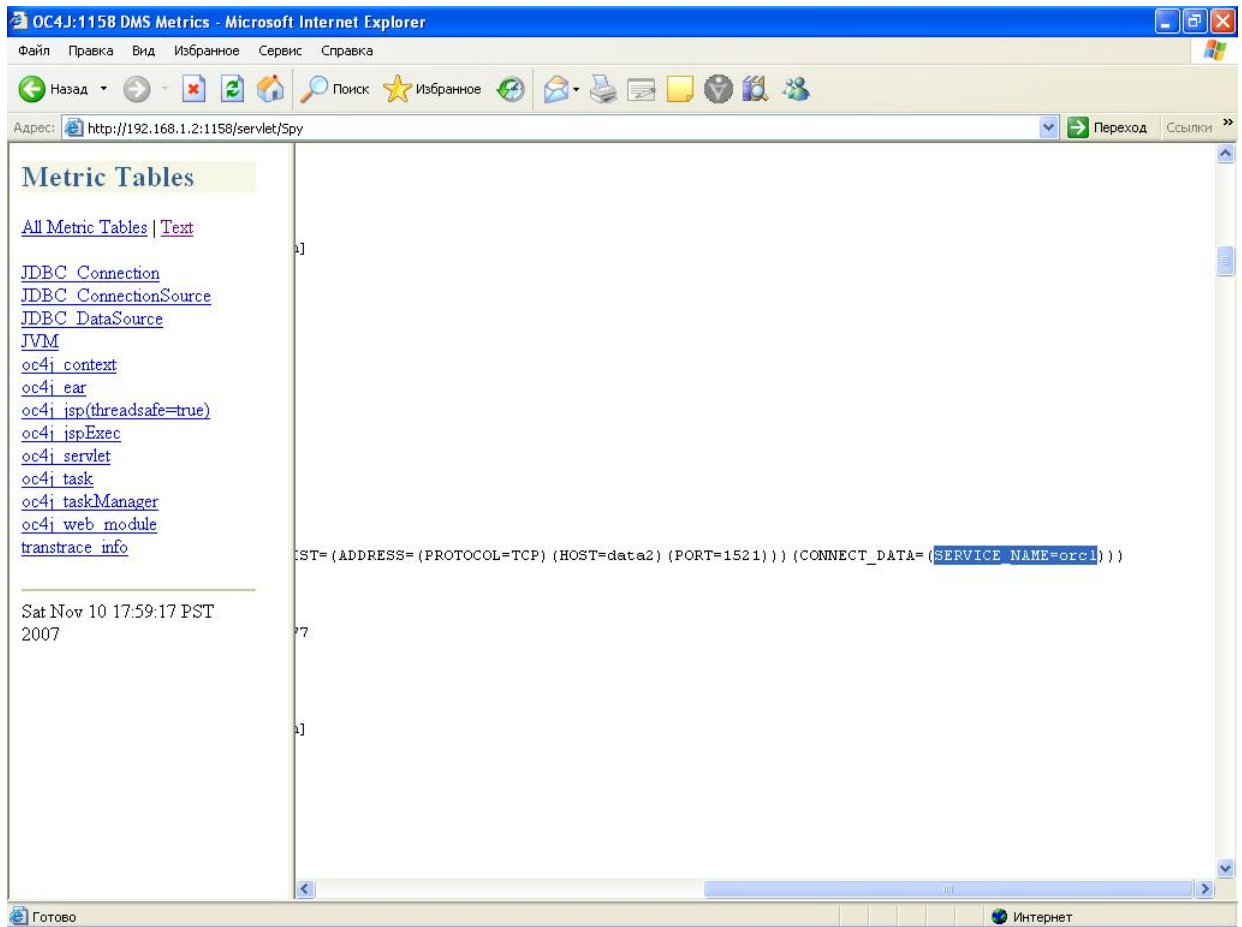 OC4J:1158 DMS Metrics - Microsoft Internet Explorer
Файл Правка Вид Избранное Сервис Справка
Назад Поиск Избранное
Адрес: http://192.168.1.2:1158/servlet/Spy Переход Ссылки »
Metric Tables
All Metric Tables | Text
JDBC_Connection
JDBC_ConnectionSource
JDBC_DataSource
JVM
oc4j_context
oc4j_ear
oc4j_jsp(threadsafe=true)
oc4j_jspExec
oc4j_servlet
oc4j_task
oc4j_taskManager
oc4j_web_module
transtrace_info
Sat Nov 10 17:59:17 PST
2007
]
IST=(ADDRESS=(PROTOCOL=TCP)(HOST=data2)(PORT=1521)))(CONNECT_DATA=(SERVICE_NAME=orcl)))
77
]
Готово Интернет